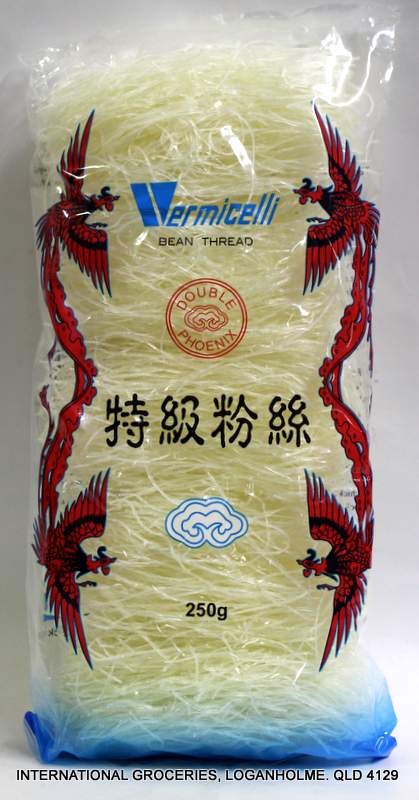 Vermicelli
BEAN THREAD
DOUBLE
PHOENIX
特級粉絲
250g
INTERNATIONAL GROCERIES, LOGANHOLME. QLD 4129